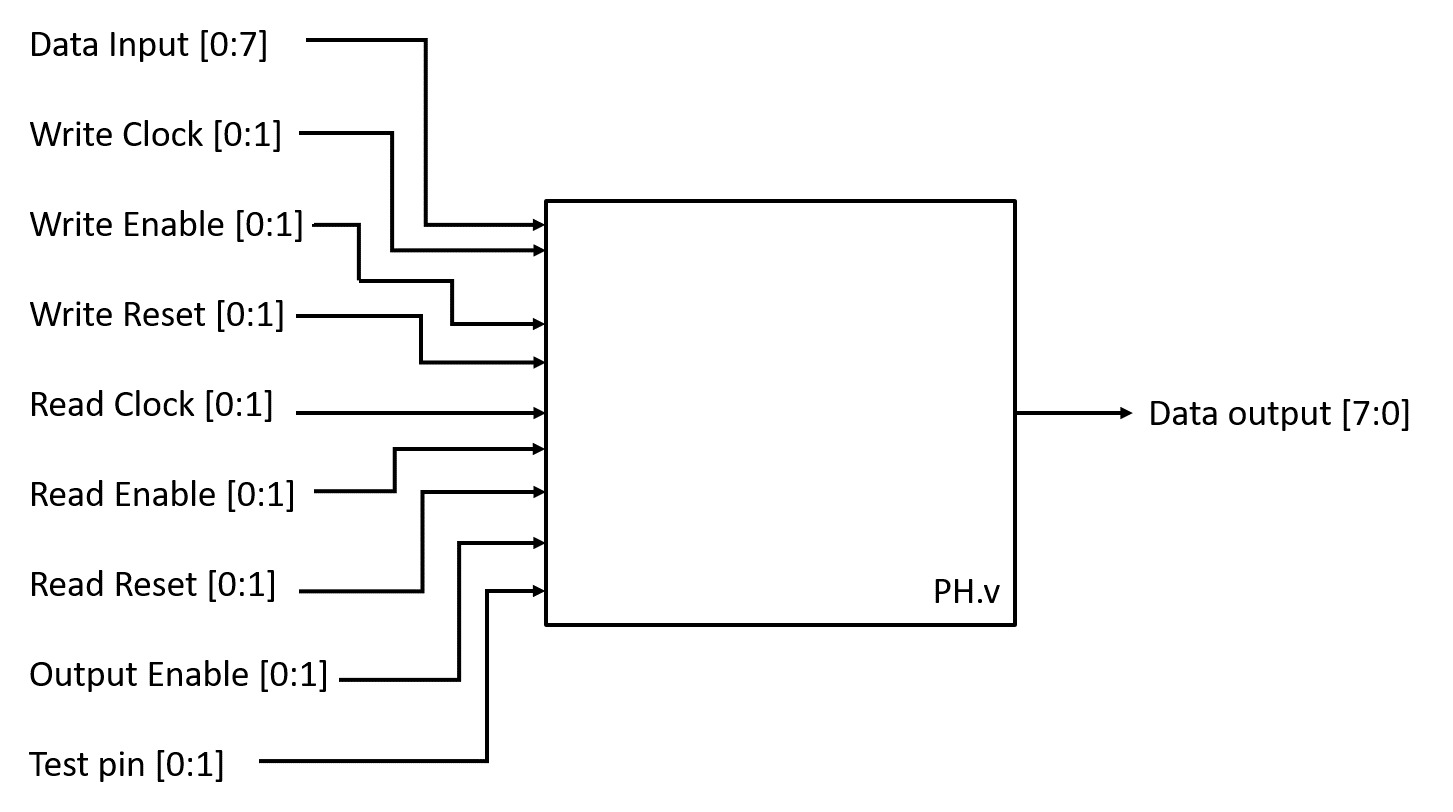 Data Input [0:7]
Write Clock [0:1]
Write Enable [0:1]
Write Reset [0:1]
Read Clock [0:1]
Data output [7:0]
Read Enable [0:1]
Read Reset [0:1]
PH.v
Output Enable [0:1]
Test pin [0:1]